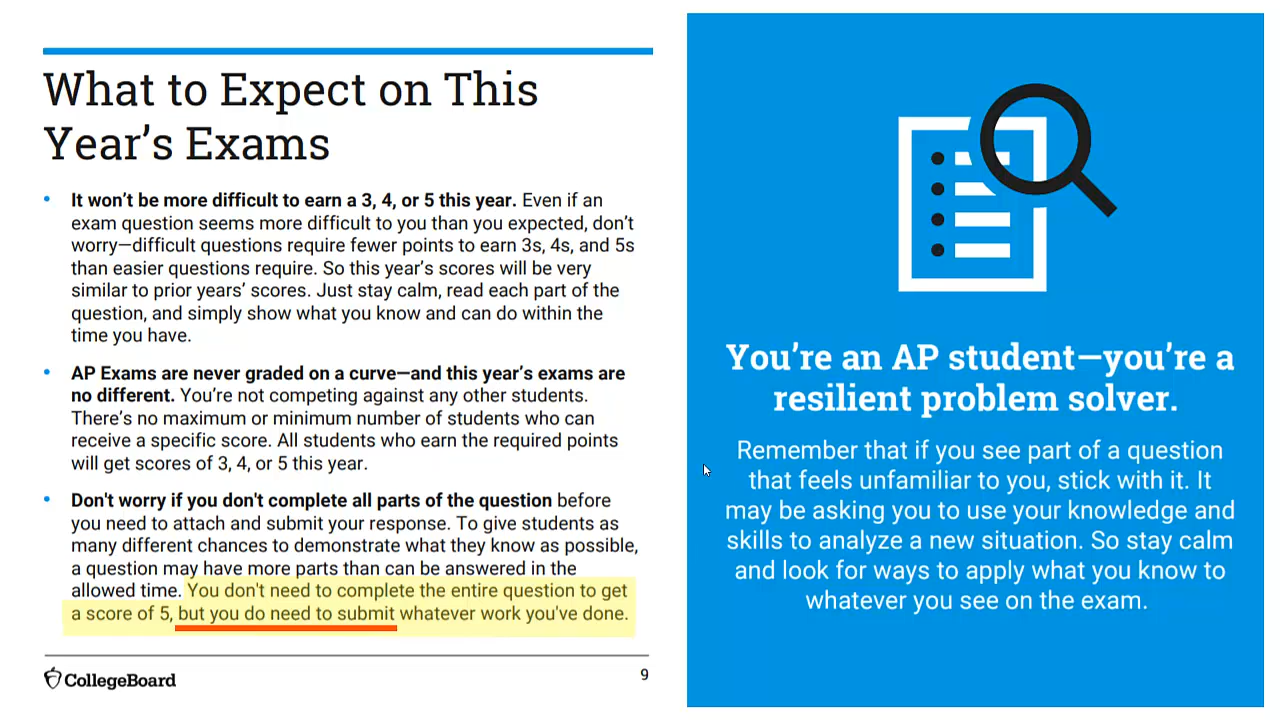 What to Expect on This
Year's Exams
• It won't be more difficult to earn a 3, 4, or 5 this year. Even if an
exam question seems more difficult to you than you expected, don't
worry—difficult questions require fewer points to earn 3s, 4s, and 5s
than easier questions require. So this year's scores will be very
similar to prior years' scores. Just stay calm, read each part of the
question, and simply show what you know and can do within the
time you have.
• AP Exams are never graded on a curve—and this year's exams are
no different. You're not competing against any other students.
There's no maximum or minimum number of students who can
receive a specific score. All students who earn the required points
will get scores of 3, 4, or 5 this year.
• Don't worry if you don't complete all parts of the question before
you need to attach and submit your response. To give students as
many different chances to demonstrate what they know as possible,
a question may have more parts than can be answered in the
allowed time. You don't need to complete the entire question to get
a score of 5, but you do need to submit whatever work you've done.
CollegeBoard
9
You're an AP student—you're a
resilient problem solver.
Remember that if you see part of a question
that feels unfamiliar to you, stick with it. It
may be asking you to use your knowledge and
skills to analyze a new situation. So stay calm
and look for ways to apply what you know to
whatever you see on the exam.